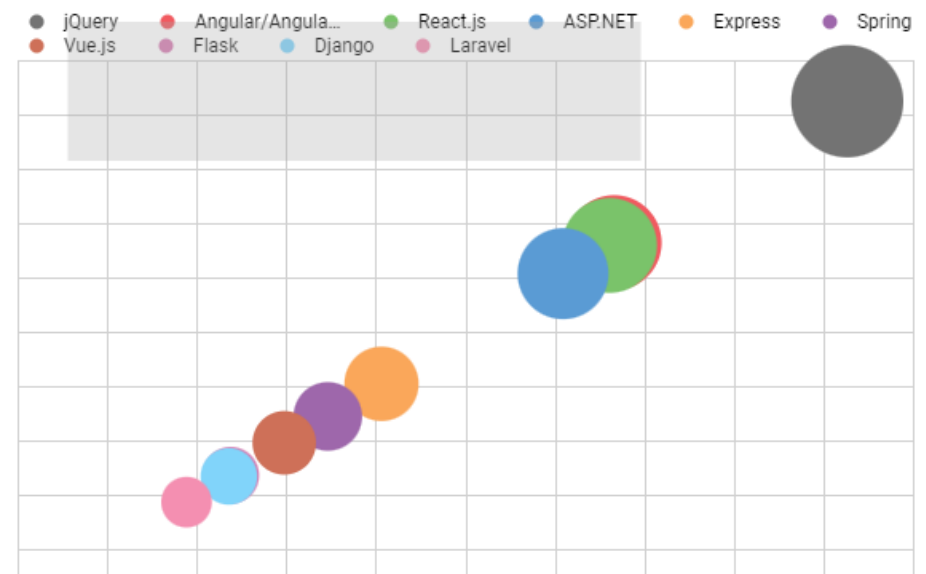 jQuery Angular/Angula... React.js ASP.NET Express Spring
Vue.js Flask Django Laravel